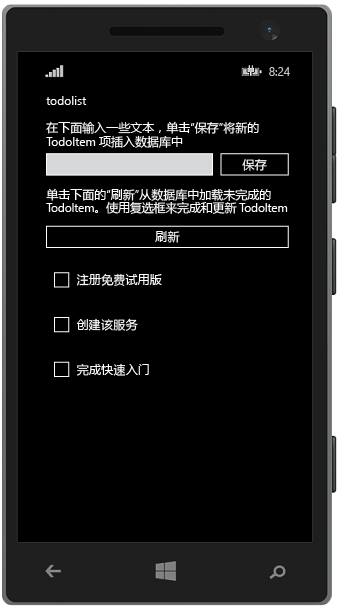 8:24
todolist
在下面输入一些文本，单击“保存”将新的
TodoItem 项插入数据库中
保存
单击下面的“刷新”从数据库中加载未完成的
TodoItem。使用复选框来完成和更新 TodoItem
刷新
注册免费试用版
创建该服务
完成快速入门